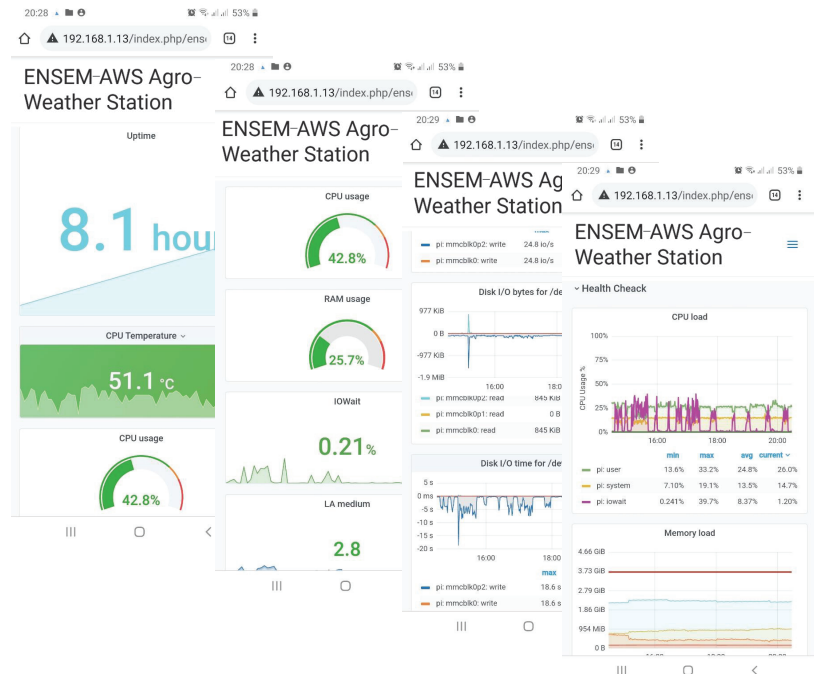 20:28
53%
192.168.1.13/index.php/ens
14
ENSEM-AWS Agro-
Weather Station
Uptime
8.1 hou
CPU Temperature
51.1 °C
CPU usage
42.8%
20:28
53%
192.168.1.13/index.php/ens
14
ENSEM-AWS Agro-
Weather Station
CPU usage
42.8%
RAM usage
25.7%
IOWait
0.21%
LA medium
2.8
20:29
53%
192.168.1.13/index.php/ens
14
ENSEM-AWS Ag
Weather Station
pi: mmcblk0p2: write 24.8 io/s
pi: mmcblk0: write 24.8 io/s
Disk I/O bytes for /de
977 KiB
0 B
-977 KiB
-1.9 MiB
16:00 18:0
pi: mmcblk0p2: read 845 KiB
pi: mmcblk0p1: read 0 B
pi: mmcblk0: read 845 KiB
Disk I/O time for /de
5 s
0 ms
-5 s
-10 s
-15 s
-20 s
16:00 18:00
max
pi: mmcblk0p2: write 18.6 s
pi: mmcblk0: write 18.6 s
20:29
53%
192.168.1.13/index.php/ens
14
ENSEM-AWS Agro-
Weather Station
Health Cheack
CPU load
CPU Usage %
100%
75%
50%
25%
0%
16:00 18:00 20:00
min max avg current
pi: user 13.6% 33.2% 24.8% 26.0%
pi: system 7.10% 19.1% 13.5% 14.7%
pi: iowait 0.241% 39.7% 8.37% 1.20%
Memory load
4.66 GiB
3.73 GiB
2.79 GiB
1.86 GiB
954 MiB
0 B